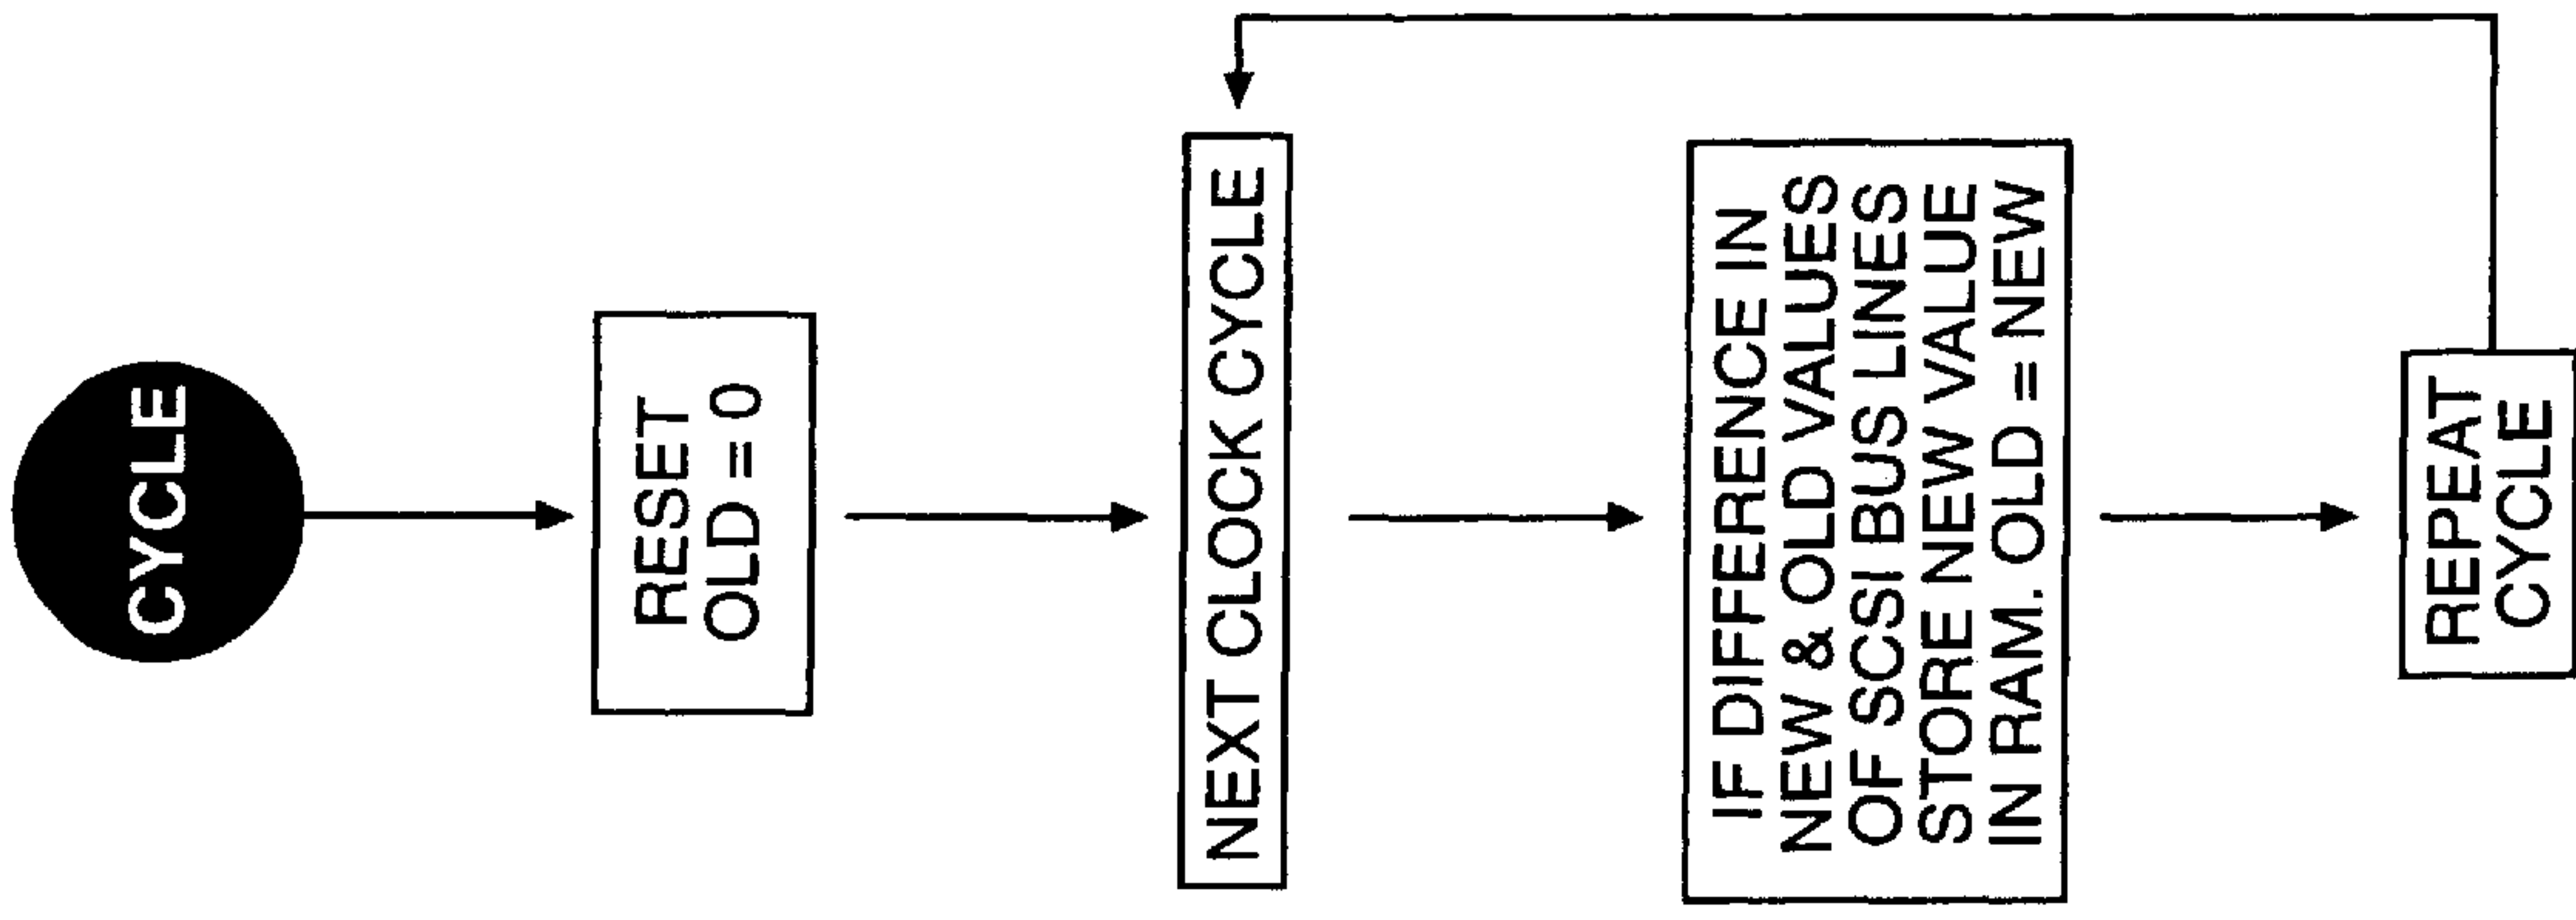 CYCLE
RESET
OLD = 0
NEXT CLOCK CYCLE
IF DIFFERENCE IN
NEW & OLD VALUES
OF SCSI BUS LINES
STORE NEW VALUE
IN RAM. OLD = NEW
REPEAT
CYCLE